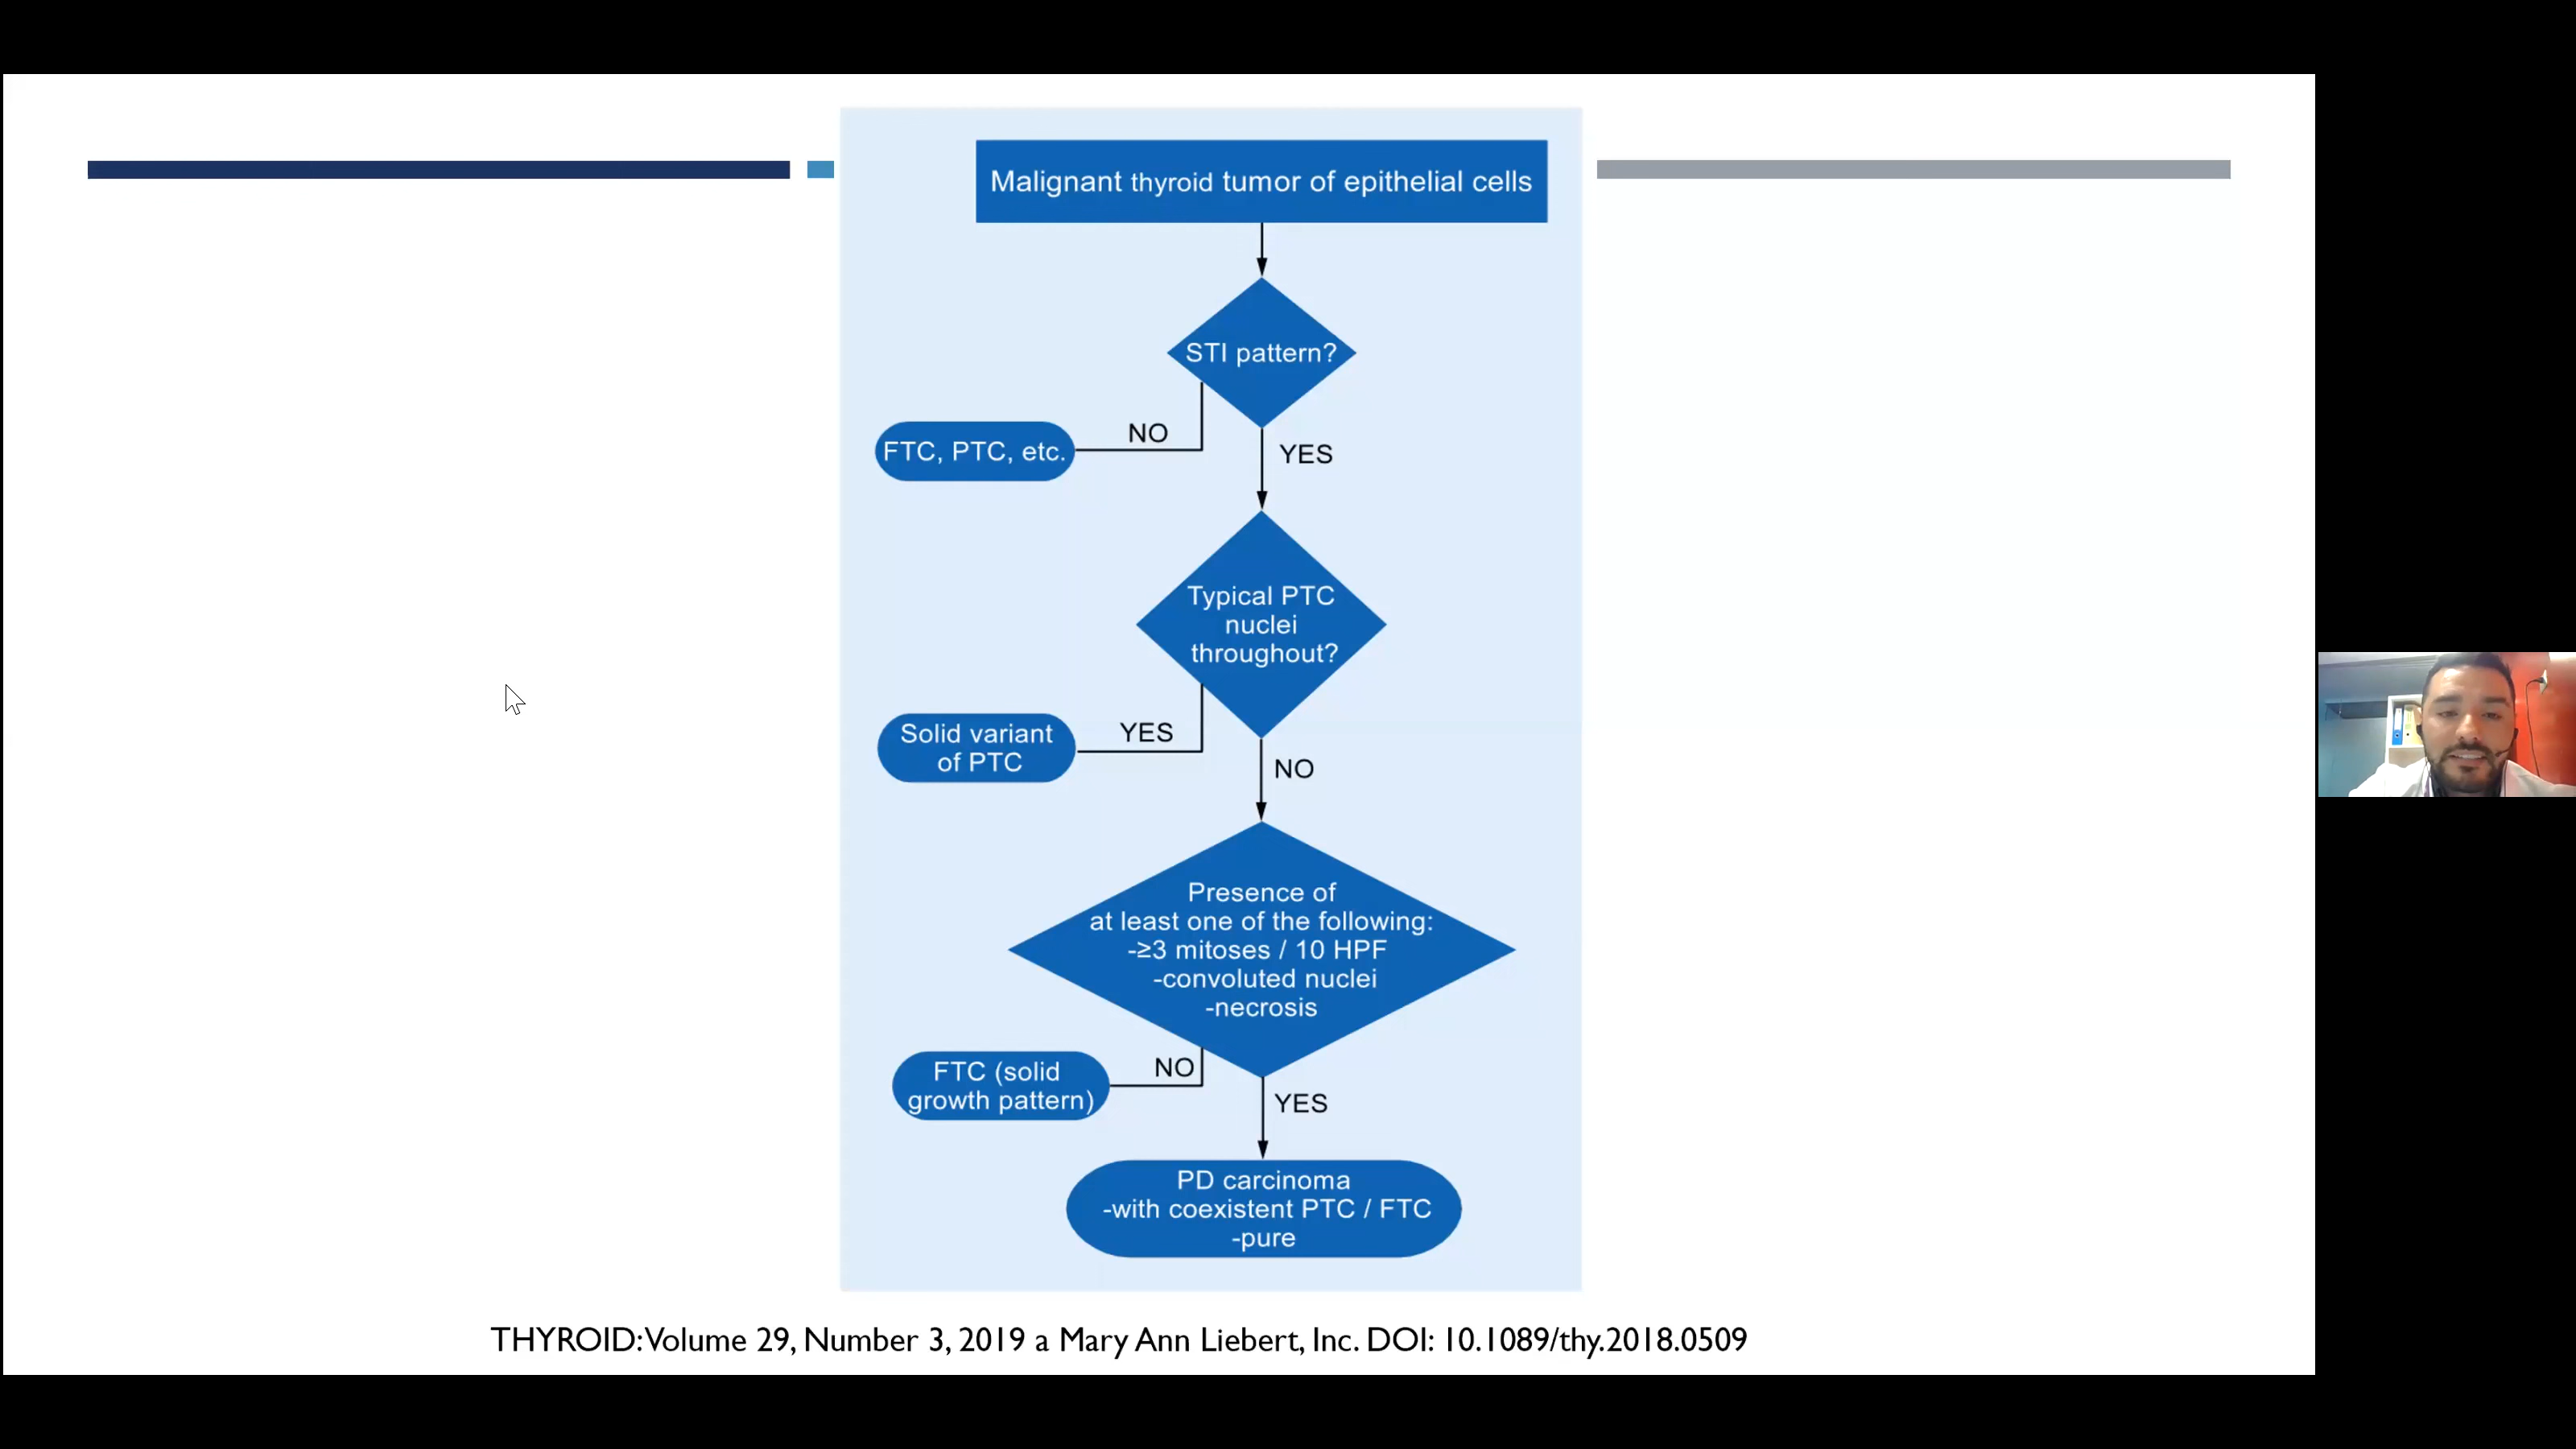 Malignant thyroid tumor of epithelial cells
STI pattern?
NO
FTC, PTC, etc.
YES
Typical PTC
nuclei
throughout?
YES
Solid variant
of PTC
NO
Presence of
at least one of the following:
-≥3 mitoses / 10 HPF
-convoluted nuclei
-necrosis
NO
FTC (solid
growth pattern)
YES
PD carcinoma
-with coexistent PTC / FTC
-pure
THYROID: Volume 29, Number 3, 2019 a Mary Ann Liebert, Inc. DOI: 10.1089/thy.2018.0509